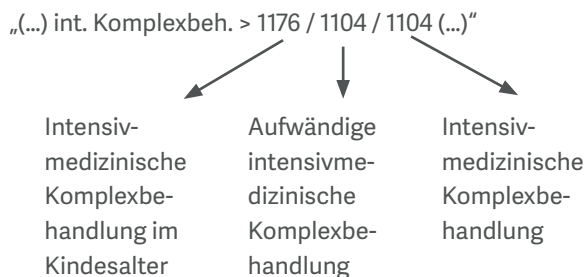 „(...) int. Komplexbeh. > 1176 / 1104 / 1104 (...)“
Intensiv-
medizinische
Komplexbe-
handlung im
Kindesalter
Aufwändige
intensivme-
dizinische
Komplexbe-
handlung
Intensiv-
medizinische
Komplexbe-
handlung